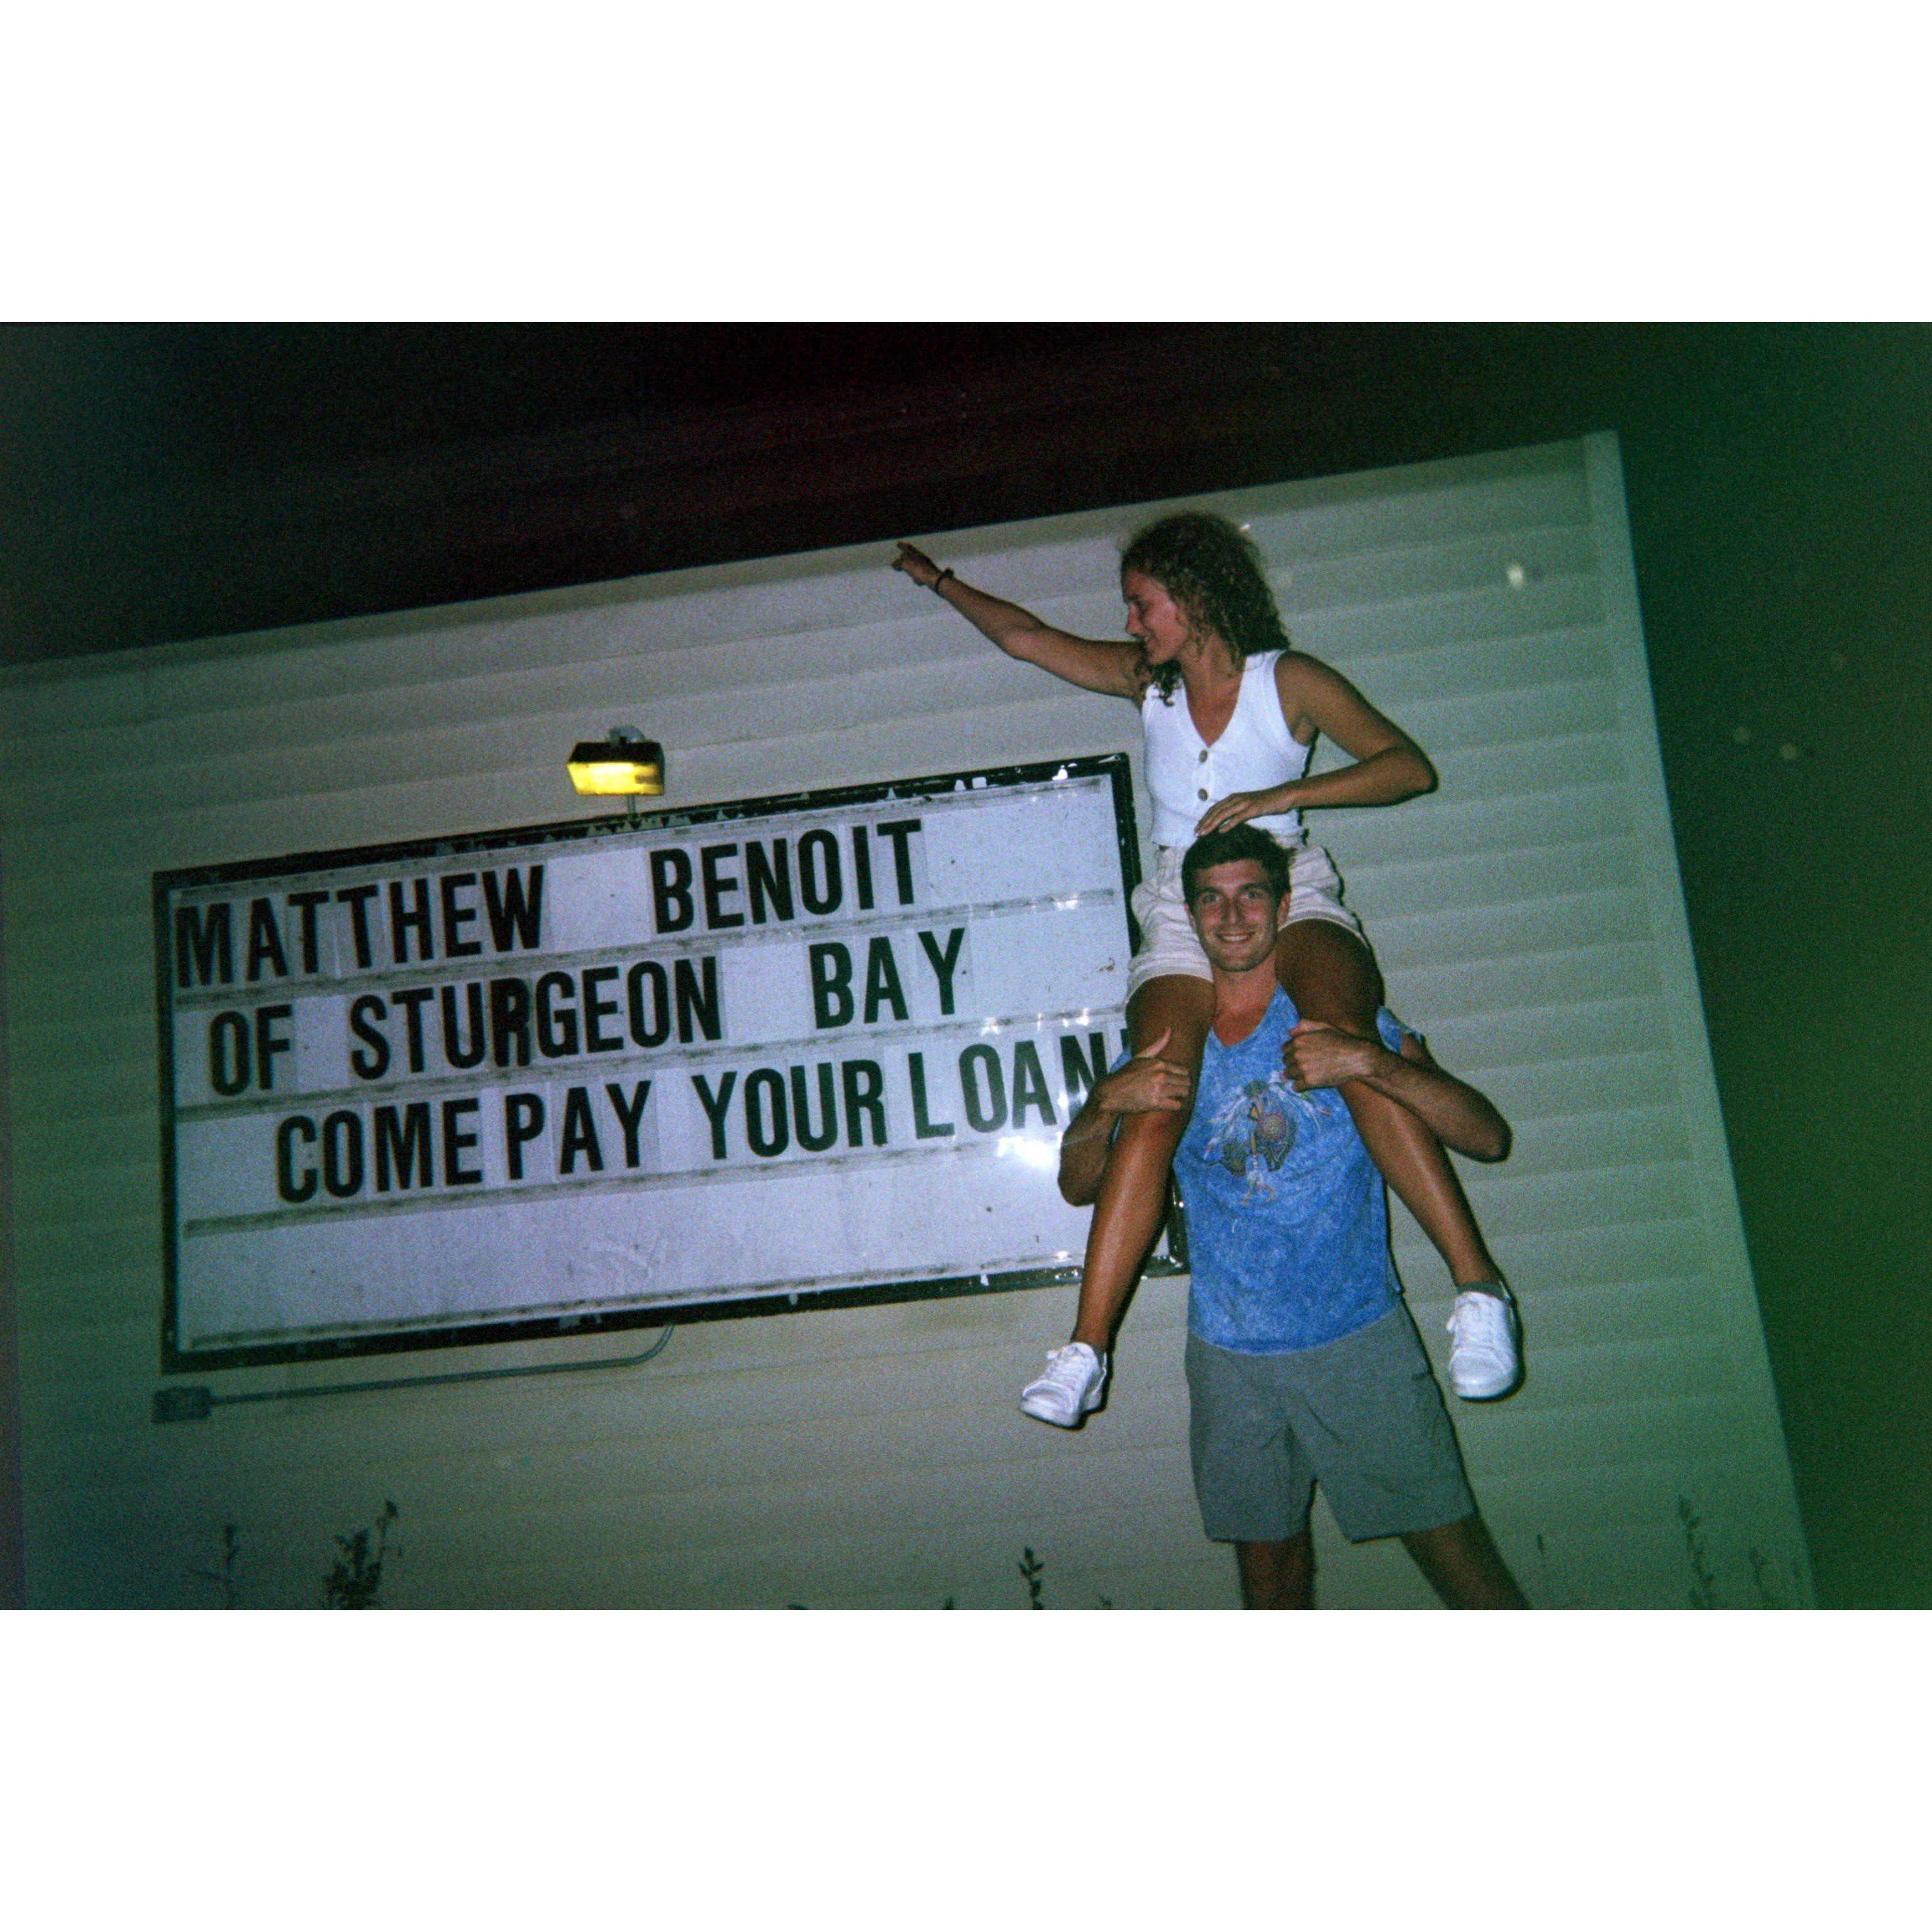 MATTHEW BENOIT
OF STURGEON BAY
COME PAY YOUR LOAN!